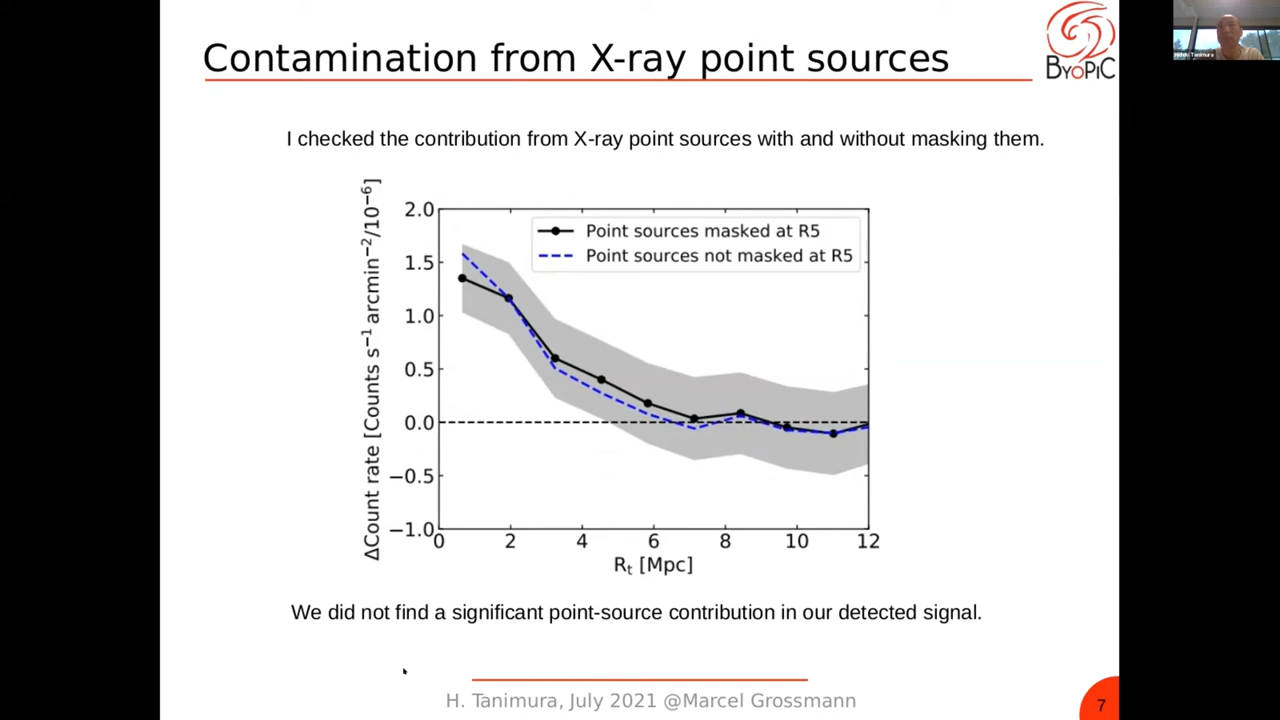 Contamination from X-ray point sources
ByoPiC
Hideki Tanimura
I checked the contribution from X-ray point sources with and without masking them.
ΔCount rate [Counts s⁻¹ arcmin⁻²/10⁻⁶]
2.0
1.5
1.0
0.5
0.0
−0.5
−1.0
Point sources masked at R5
Point sources not masked at R5
0 2 4 6 8 10 12
Rₜ [Mpc]
We did not find a significant point-source contribution in our detected signal.
H. Tanimura, July 2021 @Marcel Grossmann
7